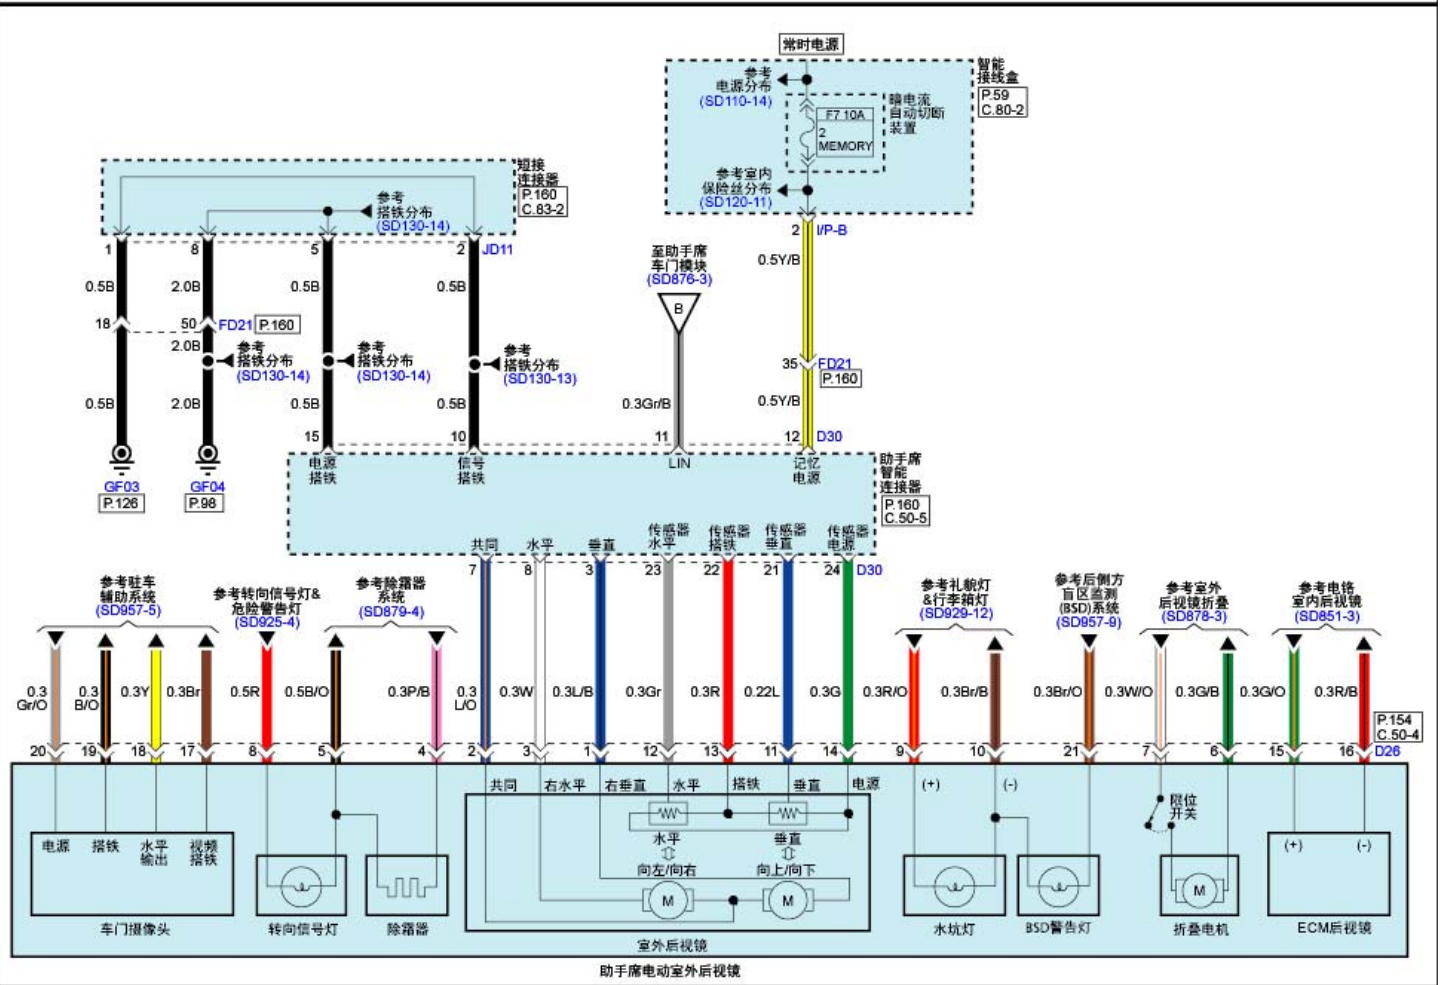 常时电源
智能
接线盒
P.59
C.80-2
参考
电源分布
(SD110-14)
暗电流
自动切断
装置
F7 10A
2
MEMORY
参考室内
保险丝分布
(SD120-11)
2 I/P-B
0.5Y/B
短接
连接器
P.160
C.83-2
参考
搭铁分布
(SD130-14)
1 8 5 2 JD11
0.5B 2.0B 0.5B 0.5B
至助手席
车门模块
(SD876-3)
B
18 50 FD21 P.160
2.0B
参考
搭铁分布
(SD130-14)
参考
搭铁分布
(SD130-14)
参考
搭铁分布
(SD130-13)
35 FD21
P.160
0.5B 2.0B 0.5B 0.5B 0.3Gr/B 0.5Y/B
15 10 11 12 D30
GF03
P.126
GF04
P.98
电源
搭铁
信号
搭铁
LIN
记忆
电源
助手席
智能
连接器
P.160
C.50-5
共同 水平 垂直
传感器
水平
传感器
搭铁
传感器
垂直
传感器
电源
7 8 3 23 22 21 24 D30
参考驻车
辅助系统
(SD957-5)
参考转向信号灯&
危险警告灯
(SD925-4)
参考除霜器
系统
(SD879-4)
参考礼貌灯
&行李箱灯
(SD929-12)
参考后侧方
盲区监测
(BSD)系统
(SD957-9)
参考室外
后视镜折叠
(SD878-3)
参考电铬
室内后视镜
(SD851-3)
0.3
Gr/O
0.3
B/O
0.3Y 0.3Br 0.5R 0.5B/O 0.3P/B
0.3
L/O
0.3W 0.3L/B 0.3Gr 0.3R 0.22L 0.3G 0.3R/O 0.3Br/B 0.3Br/O 0.3W/O 0.3G/B 0.3G/O 0.3R/B
P.154
C.50-4
20 19 18 17 8 5 4 2 3 1 12 13 11 14 9 10 21 7 6 15 16 D26
共同 右水平 右垂直 水平 搭铁 垂直 电源 (+) (-)
限位
开关
电源 搭铁
水平
输出
视频
搭铁
水平
向左/向右
垂直
向上/向下
(+) (-)
M M M
车门摄像头 转向信号灯 除霜器 室外后视镜 水坑灯 BSD警告灯 折叠电机 ECM后视镜
助手席电动室外后视镜